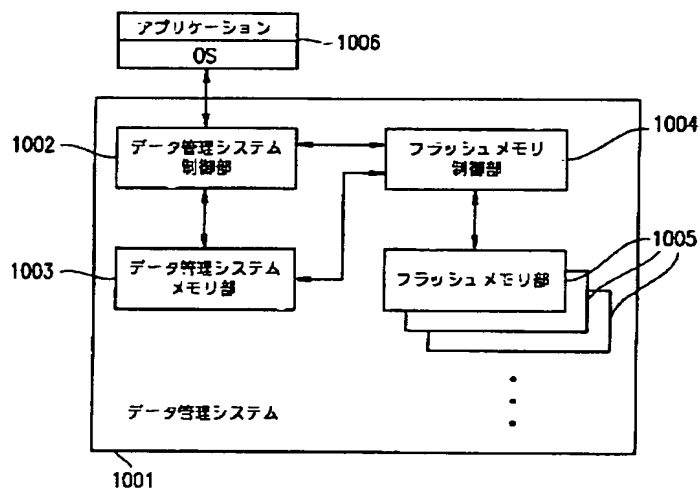 アプリケーション
OS
1006
1002
データ管理システム
制御部
フラッシュメモリ
制御部
1004
1003
データ管理システム
メモリ部
フラッシュメモリ部
1005
データ管理システム
1001